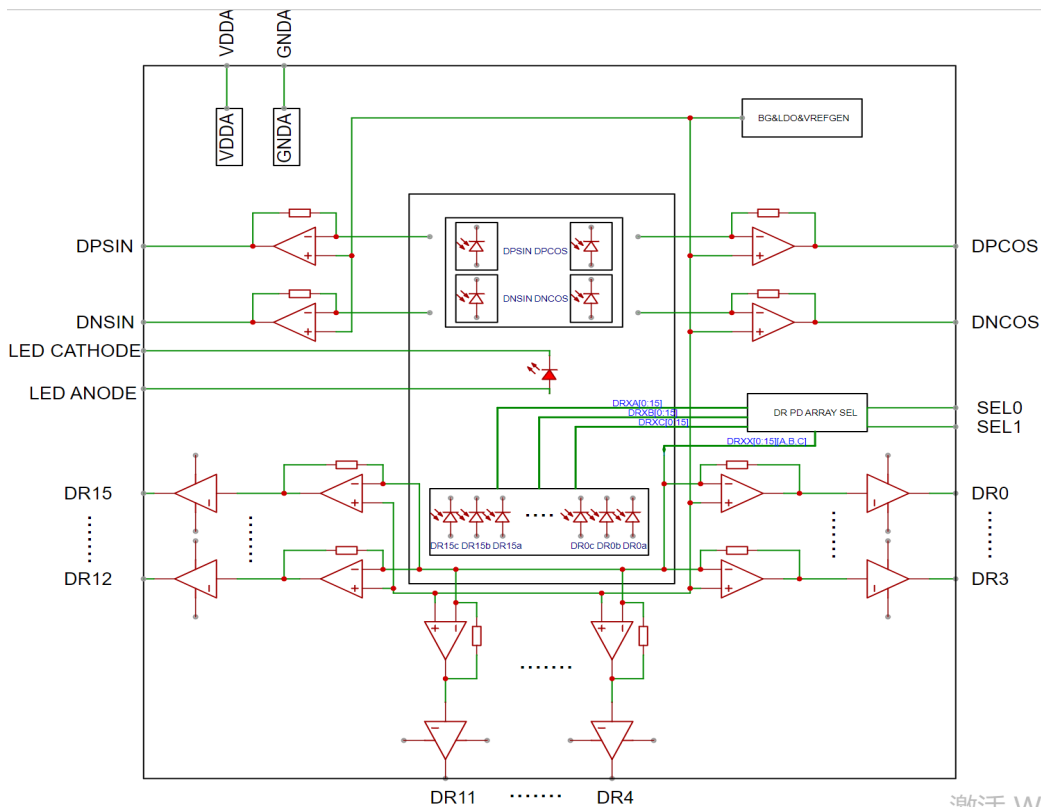 VDDA
GNDA
VDDA
GNDA
BG&LDO&VREFGEN
DPSIN
DPSIN DPCOS
DPCOS
DNSIN
DNSIN DNCOS
DNCOS
LED CATHODE
LED ANODE
DRXA[0:15]
DRXB[0:15]
DRXC[0:15]
DR PD ARRAY SEL
SEL0
SEL1
DRXX[0:15][A,B,C]
DR15
DR0
DR15c DR15b DR15a
DR0c DR0b DR0a
DR12
DR3
DR11
DR4
激活 W